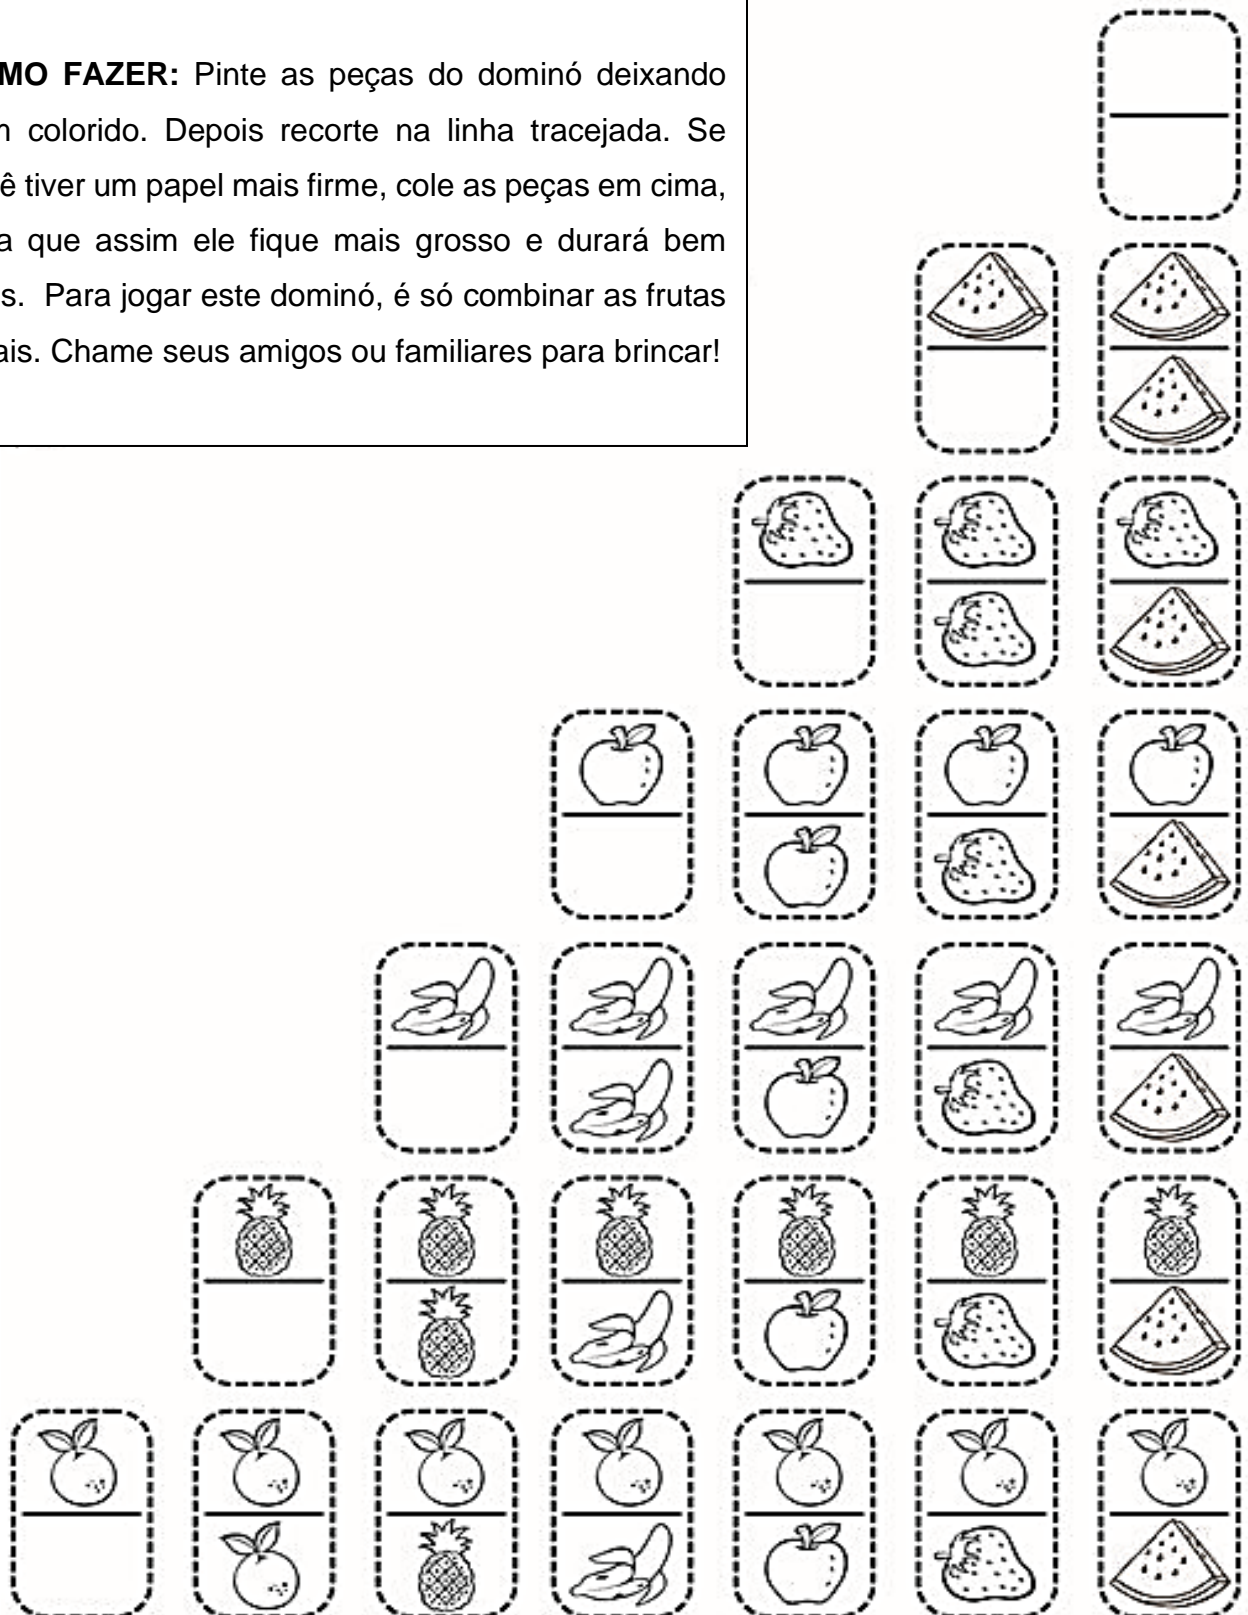 MO FAZER: Pinte as peças do dominó deixando
colorido. Depois recorte na linha tracejada. Se
ê tiver um papel mais firme, cole as peças em cima,
a que assim ele fique mais grosso e durará bem
s. Para jogar este dominó, é só combinar as frutas
ais. Chame seus amigos ou familiares para brincar!